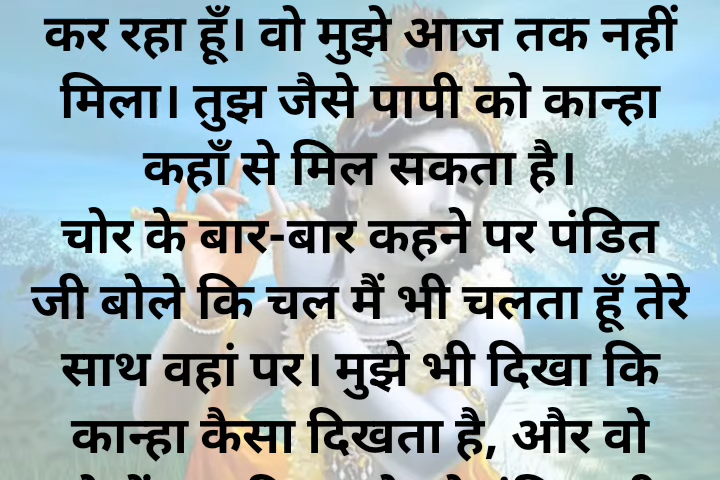 कर रहा हूँ। वो मुझे आज तक नहीं
मिला। तुझ जैसे पापी को कान्हा
कहाँ से मिल सकता है।
चोर के बार-बार कहने पर पंडित
जी बोले कि चल मैं भी चलता हूँ तेरे
साथ वहां पर। मुझे भी दिखा कि
कान्हा कैसा दिखता है, और वो